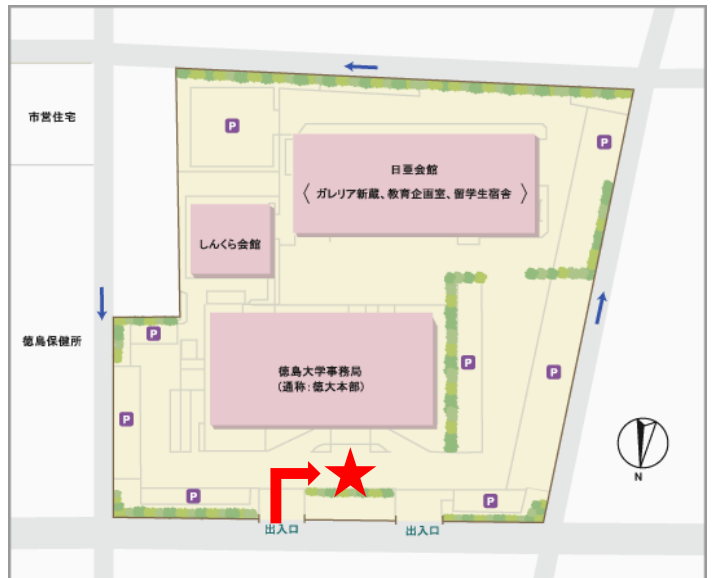 市営住宅
P
P
日亜会館
〈 ガレリア新蔵、教育企画室、留学生宿舎 〉
しんくら会館
P
徳島保健所
徳島大学事務局
(通称:徳大本部)
P
P
P
N
P
P
出入口
出入口